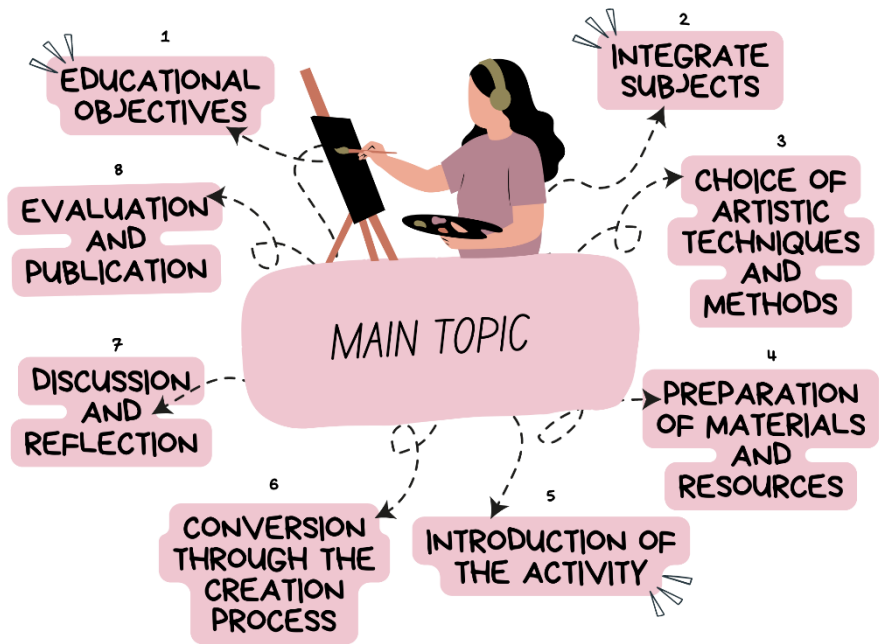 1
EDUCATIONAL
OBJECTIVES
2
INTEGRATE
SUBJECTS
3
CHOICE OF
ARTISTIC
TECHNIQUES
AND
METHODS
4
PREPARATION
OF MATERIALS
AND
RESOURCES
5
INTRODUCTION OF
THE ACTIVITY
6
CONVERSION
THROUGH THE
CREATION
PROCESS
7
DISCUSSION
AND
REFLECTION
8
EVALUATION
AND
PUBLICATION
MAIN TOPIC